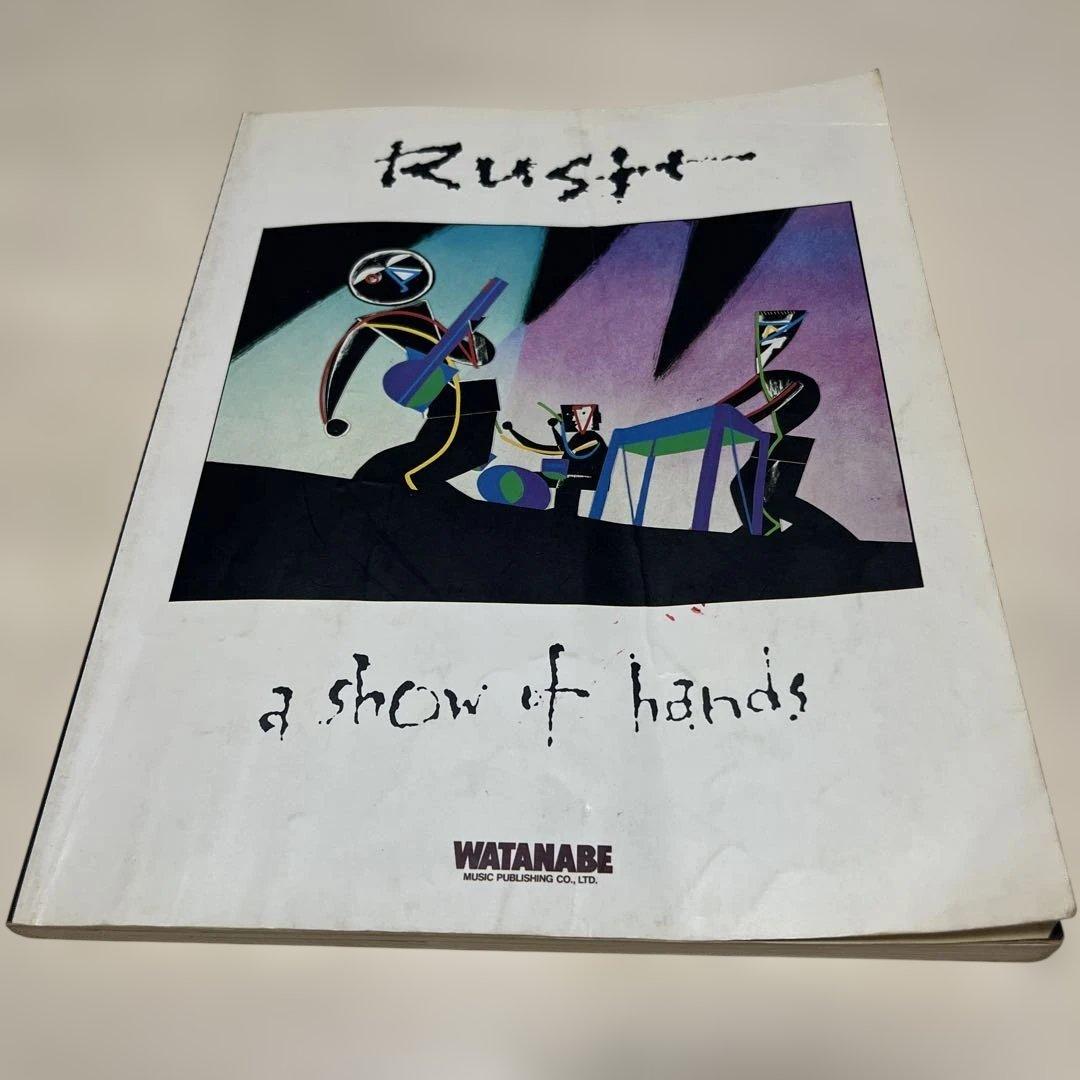 Rush
a show of hands
WATANABE
MUSIC PUBLISHING CO., LTD.